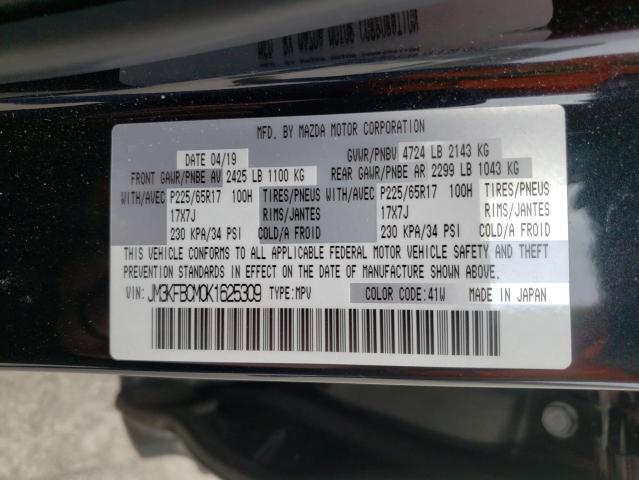 MFD. BY MAZDA MOTOR CORPORATION
DATE 04/19 GVWR/PNBV 4724 LB 2143 KG
FRONT GAWR/PNBE AV 2425 LB 1100 KG REAR GAWR/PNBE AR 2299 LB 1043 KG
WITH/AVEC P225/65R17 100H TIRES/PNEUS WITH/AVEC P225/65R17 100H TIRES/PNEUS
17X7J RIMS/JANTES 17X7J RIMS/JANTES
230 KPA/34 PSI COLD/A FROID 230 KPA/34 PSI COLD/A FROID
THIS VEHICLE CONFORMS TO ALL APPLICABLE FEDERAL MOTOR VEHICLE SAFETY AND THEFT
PREVENTION STANDARDS IN EFFECT ON THE DATE OF MANUFACTURE SHOWN ABOVE.
VIN: JM3KFBCM0K1625309 TYPE:MPV COLOR CODE:41W MADE IN JAPAN